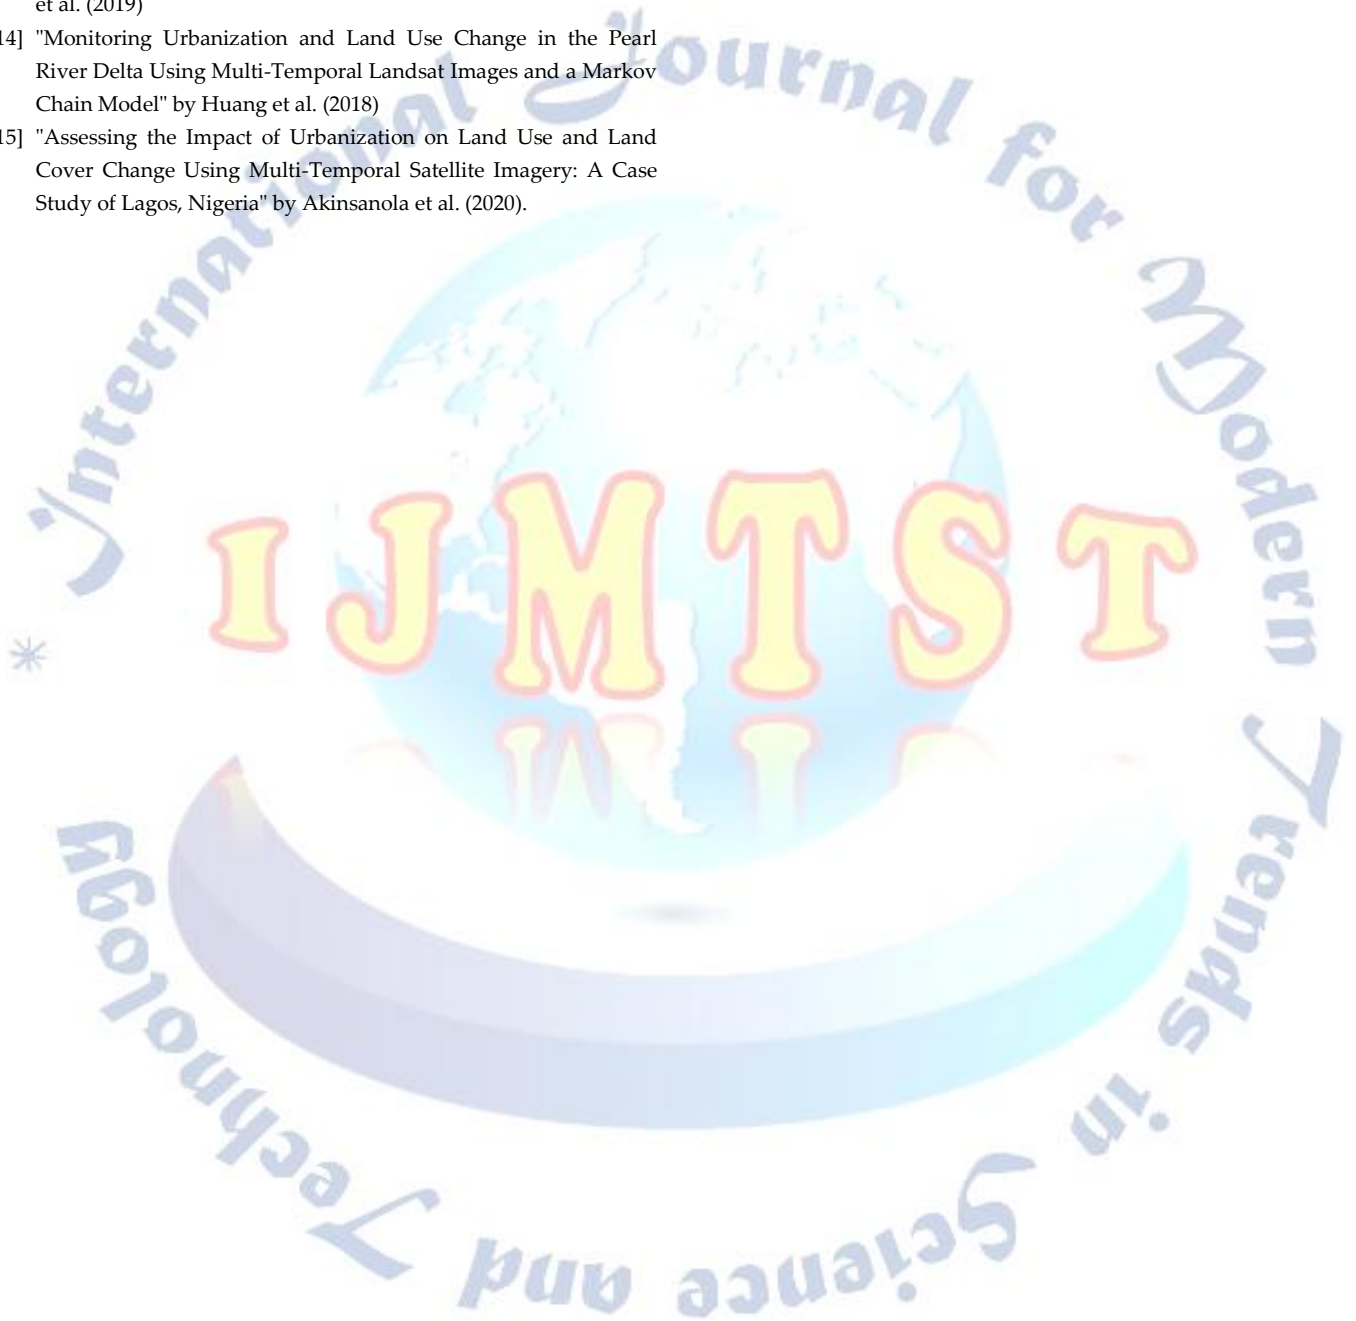 et al. (2019)
14] "Monitoring Urbanization and Land Use Change in the Pearl
River Delta Using Multi-Temporal Landsat Images and a Markov
Chain Model" by Huang et al. (2018)
15] "Assessing the Impact of Urbanization on Land Use and Land
Cover Change Using Multi-Temporal Satellite Imagery: A Case
Study of Lagos, Nigeria" by Akinsanola et al. (2020).
International Journal for Modern Trends in Science and Technology
IJMTST